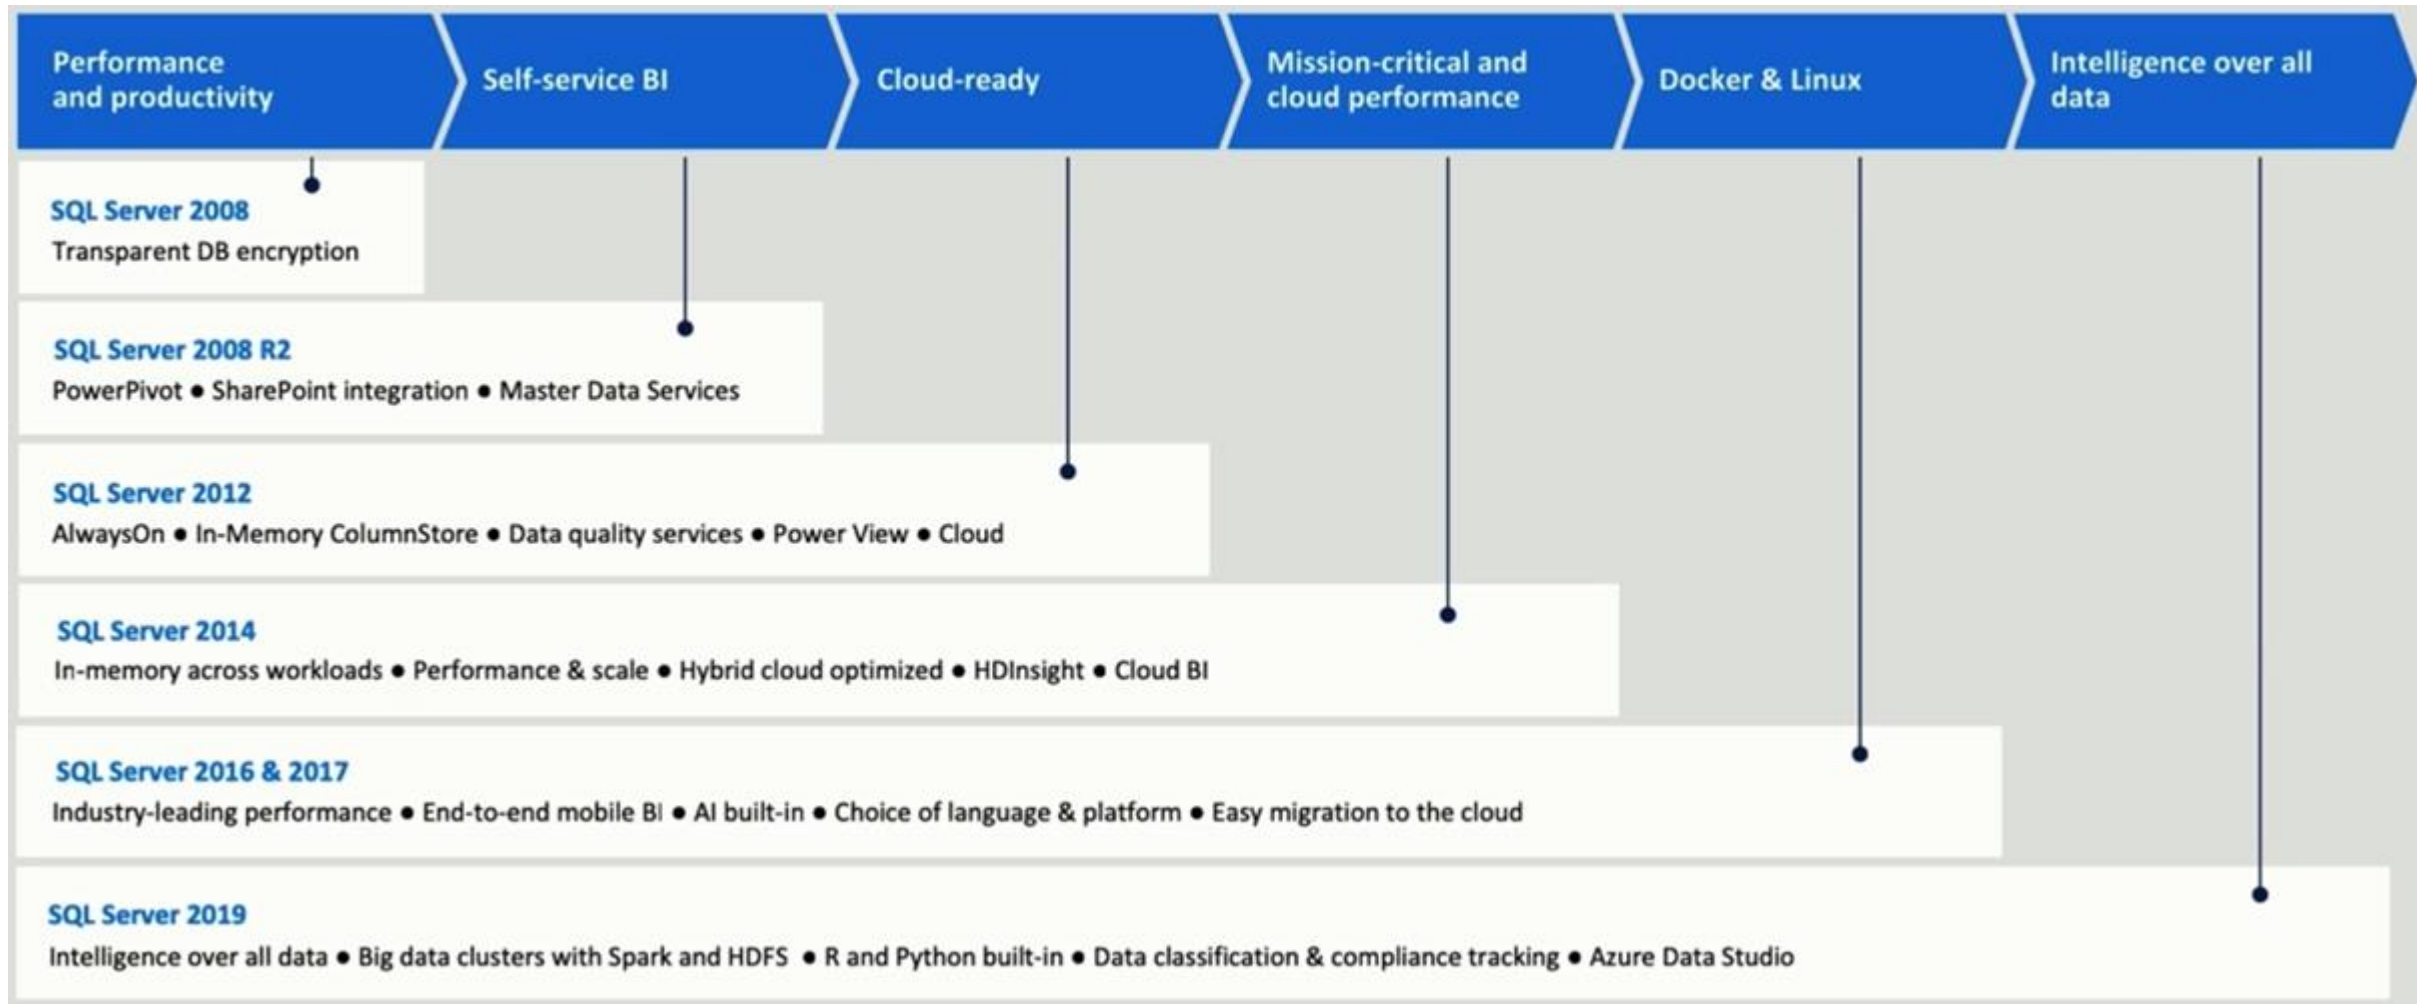 Performance
and productivity
Self-service BI
Cloud-ready
Mission-critical and
cloud performance
Docker & Linux
Intelligence over all
data
SQL Server 2008
Transparent DB encryption
SQL Server 2008 R2
PowerPivot ● SharePoint integration ● Master Data Services
SQL Server 2012
AlwaysOn ● In-Memory ColumnStore ● Data quality services ● Power View ● Cloud
SQL Server 2014
In-memory across workloads ● Performance & scale ● Hybrid cloud optimized ● HDInsight ● Cloud BI
SQL Server 2016 & 2017
Industry-leading performance ● End-to-end mobile BI ● AI built-in ● Choice of language & platform ● Easy migration to the cloud
SQL Server 2019
Intelligence over all data ● Big data clusters with Spark and HDFS ● R and Python built-in ● Data classification & compliance tracking ● Azure Data Studio